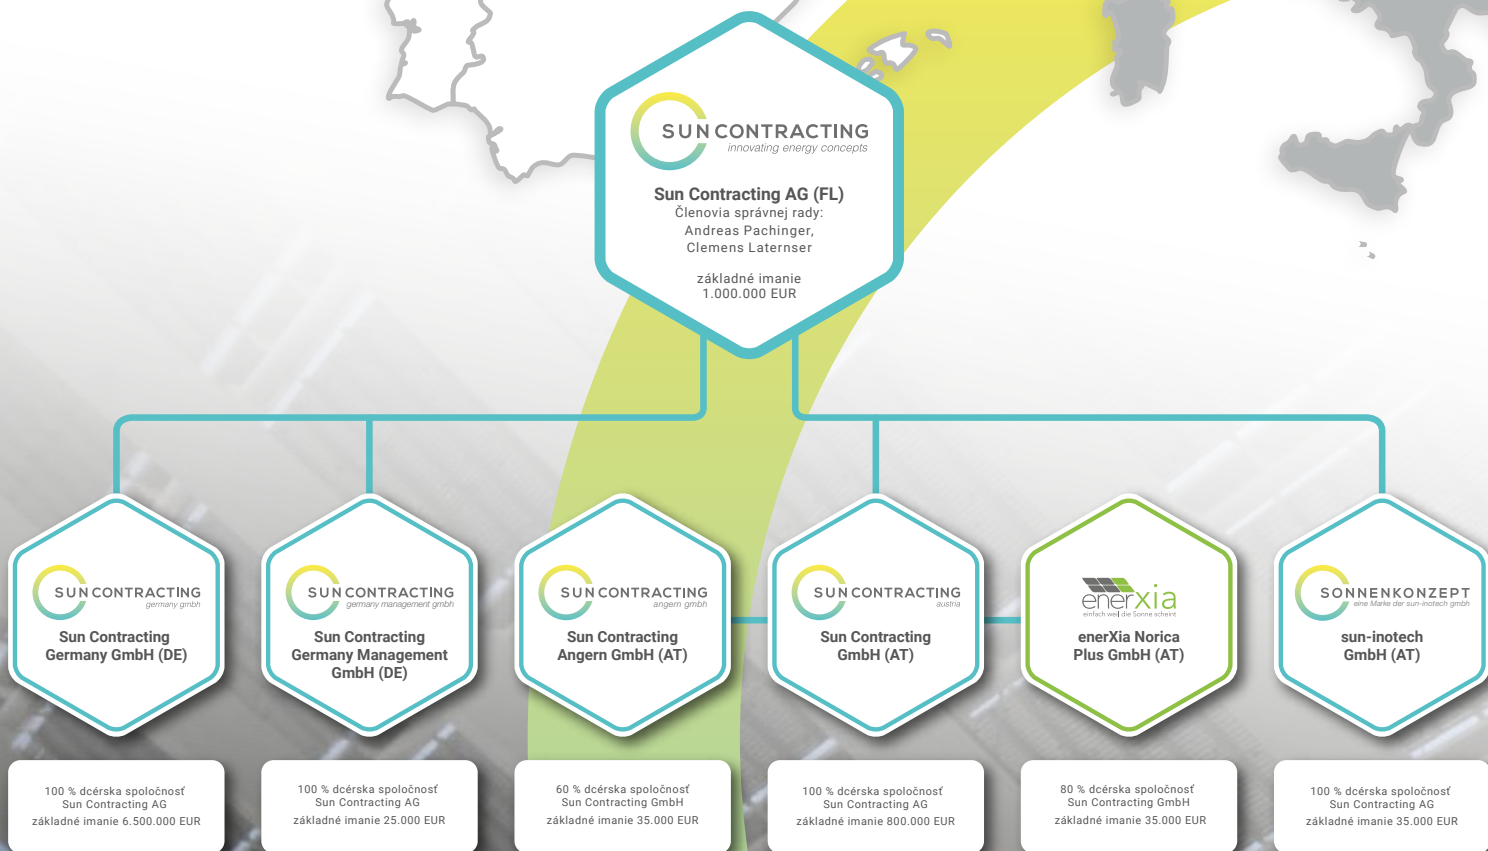 SUN CONTRACTING
innovating energy concepts
Sun Contracting AG (FL)
Členovia správnej rady:
Andreas Pachinger,
Clemens Laternser
základné imanie
1.000.000 EUR
SUN CONTRACTING
germany gmbh
Sun Contracting
Germany GmbH (DE)
100 % dcérska spoločnosť
Sun Contracting AG
základné imanie 6.500.000 EUR
SUN CONTRACTING
germany management gmbh
Sun Contracting
Germany Management
GmbH (DE)
100 % dcérska spoločnosť
Sun Contracting AG
základné imanie 25.000 EUR
SUN CONTRACTING
angern gmbh
Sun Contracting
Angern GmbH (AT)
60 % dcérska spoločnosť
Sun Contracting GmbH
základné imanie 35.000 EUR
SUN CONTRACTING
austria
Sun Contracting
GmbH (AT)
100 % dcérska spoločnosť
Sun Contracting AG
základné imanie 800.000 EUR
enerxia
einfach weil die Sonne scheint
enerXia Norica
Plus GmbH (AT)
80 % dcérska spoločnosť
Sun Contracting GmbH
základné imanie 35.000 EUR
SONNENKONZEPT
eine Marke der sun-inotech gmbh
sun-inotech
GmbH (AT)
100 % dcérska spoločnosť
Sun Contracting AG
základné imanie 35.000 EUR